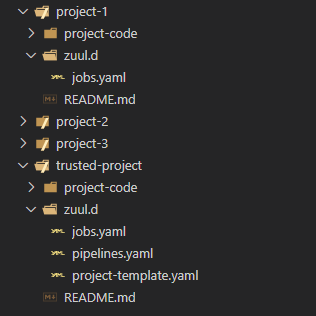 project-1
project-code
zuul.d
jobs.yaml
README.md
project-2
project-3
trusted-project
project-code
zuul.d
jobs.yaml
pipelines.yaml
project-template.yaml
README.md